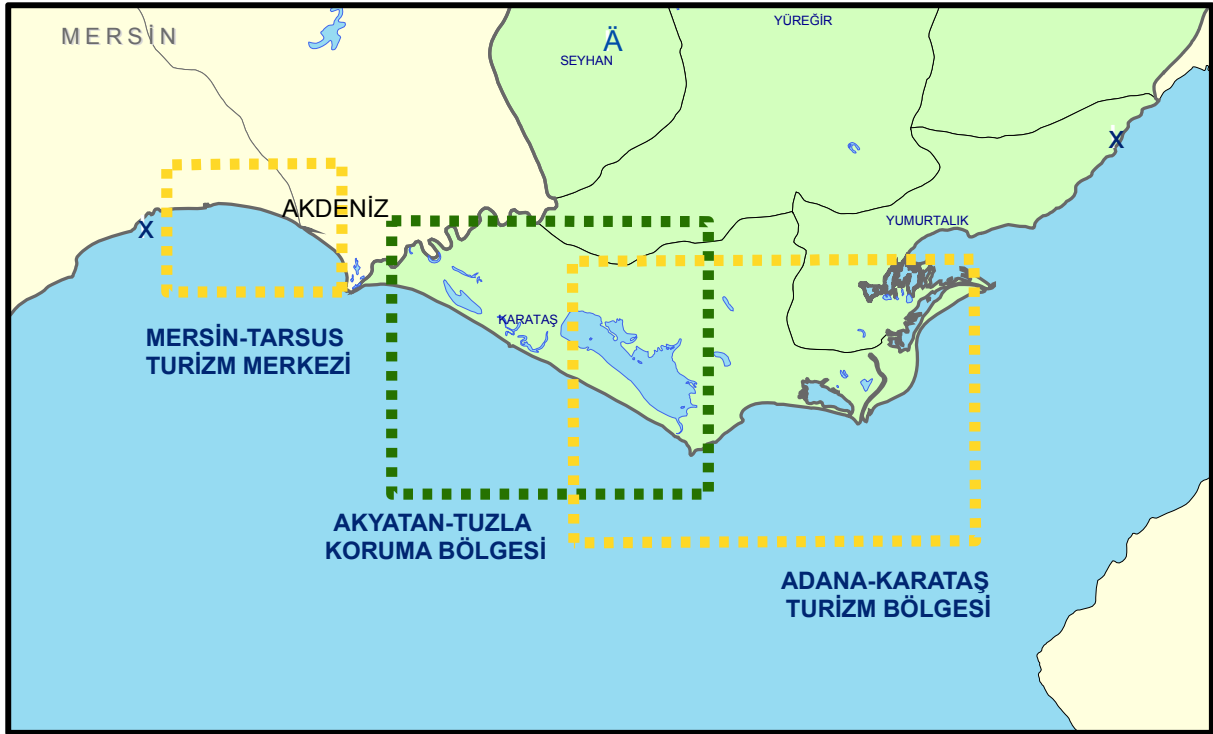 YÜREĞİR
MERSİN
Ä
SEYHAN
X
AKDENİZ
YUMURTALIK
X
KARATAŞ
MERSİN-TARSUS
TURİZM MERKEZİ
AKYATAN-TUZLA
KORUMA BÖLGESİ
ADANA-KARATAŞ
TURİZM BÖLGESİ